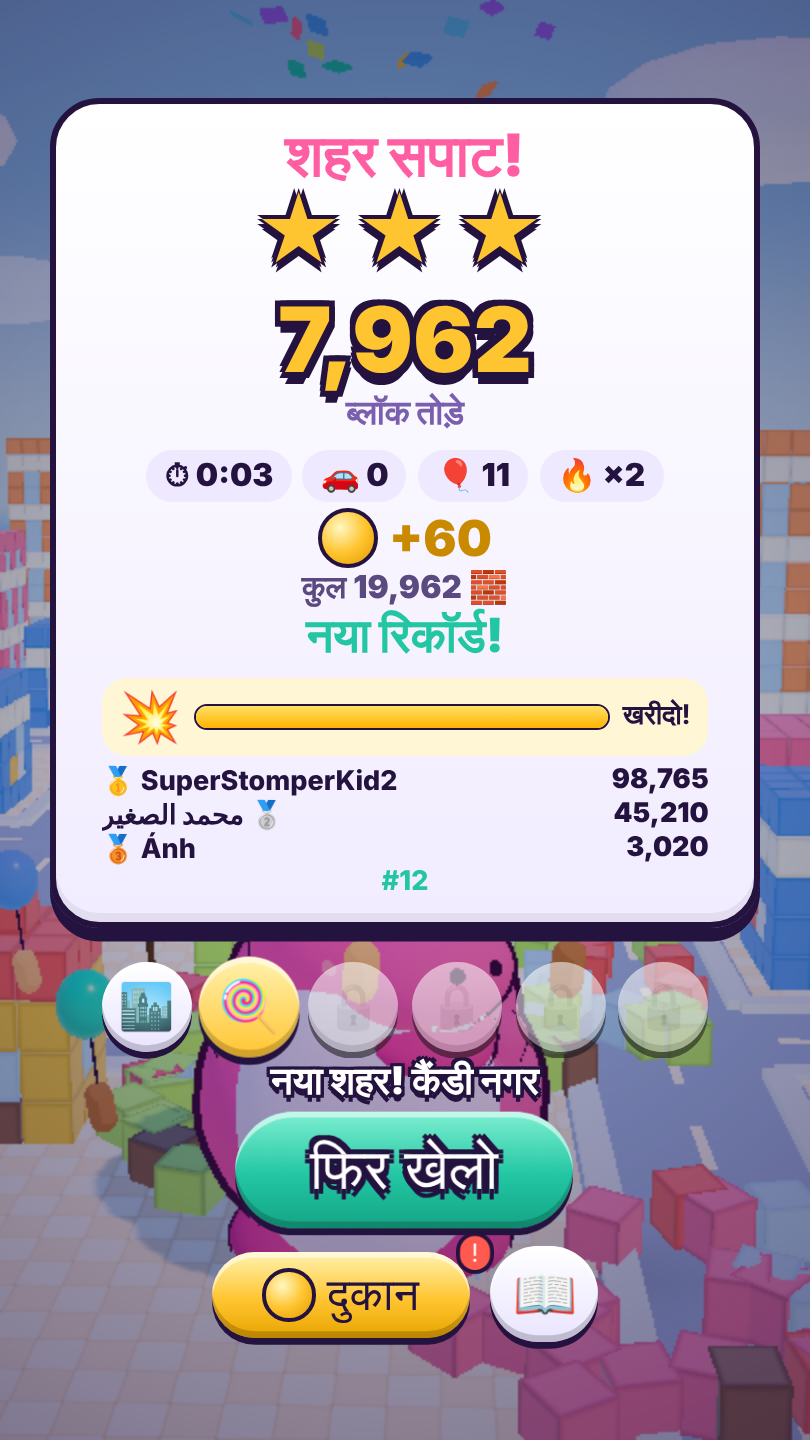 शहर सपाट!
7,962
ब्लॉक तोड़े
0:03 0 11 ×2
+60
कुल 19,962
नया रिकॉर्ड!
खरीदो!
SuperStomperKid2 98,765
محمد الصغير 45,210
Ánh 3,020
#12
नया शहर! कैंडी नगर
फिर खेलो
!
दुकान